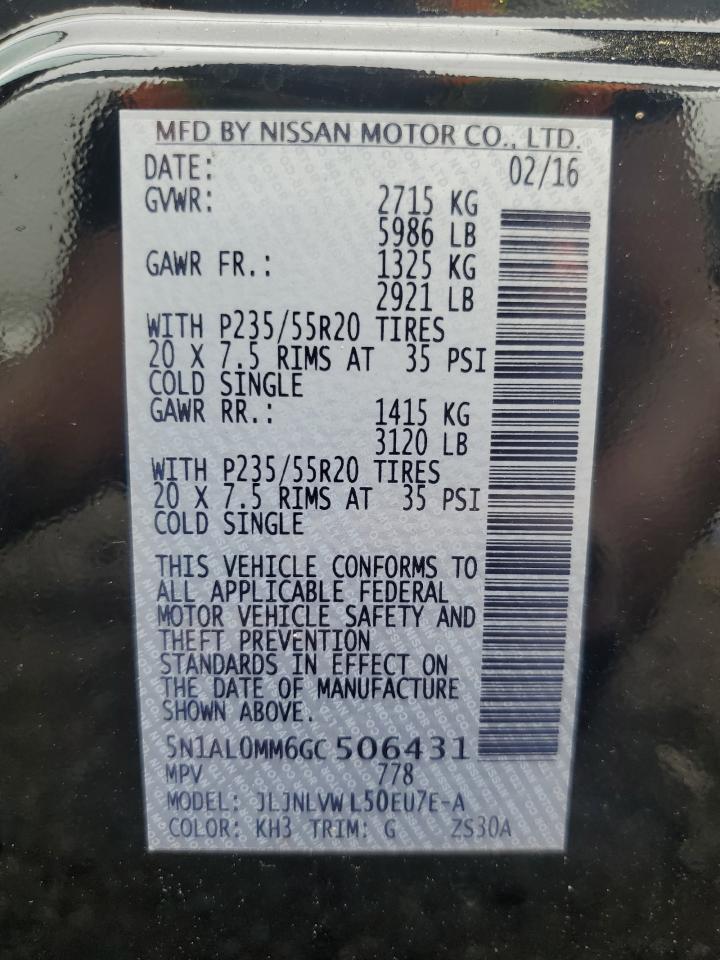 MFD BY NISSAN MOTOR CO., LTD.
DATE: 02/16
GVWR: 2715 KG
5986 LB
GAWR FR.: 1325 KG
2921 LB
WITH P235/55R20 TIRES
20 X 7.5 RIMS AT 35 PSI
COLD SINGLE
GAWR RR.: 1415 KG
3120 LB
WITH P235/55R20 TIRES
20 X 7.5 RIMS AT 35 PSI
COLD SINGLE
THIS VEHICLE CONFORMS TO
ALL APPLICABLE FEDERAL
MOTOR VEHICLE SAFETY AND
THEFT PREVENTION
STANDARDS IN EFFECT ON
THE DATE OF MANUFACTURE
SHOWN ABOVE.
5N1AL0MM6GC506431
MPV 778
MODEL: JLJNLVWL50EU7E-A
COLOR: KH3 TRIM: G ZS30A